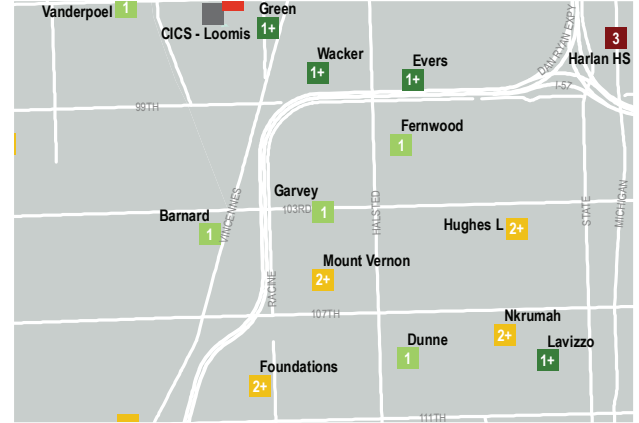 Vanderpoel
1
CICS - Loomis
Green
1+
Wacker
1+
Evers
1+
DAN RYAN EXPY
3
Harlan HS
I-57
99TH
Fernwood
1
Garvey
103RD
1
Barnard
1
VINCENNES
HALSTED
Hughes L
2+
STATE
MICHIGAN
Mount Vernon
2+
RACINE
107TH
Nkrumah
2+
Dunne
1
Lavizzo
1+
Foundations
2+
111TH